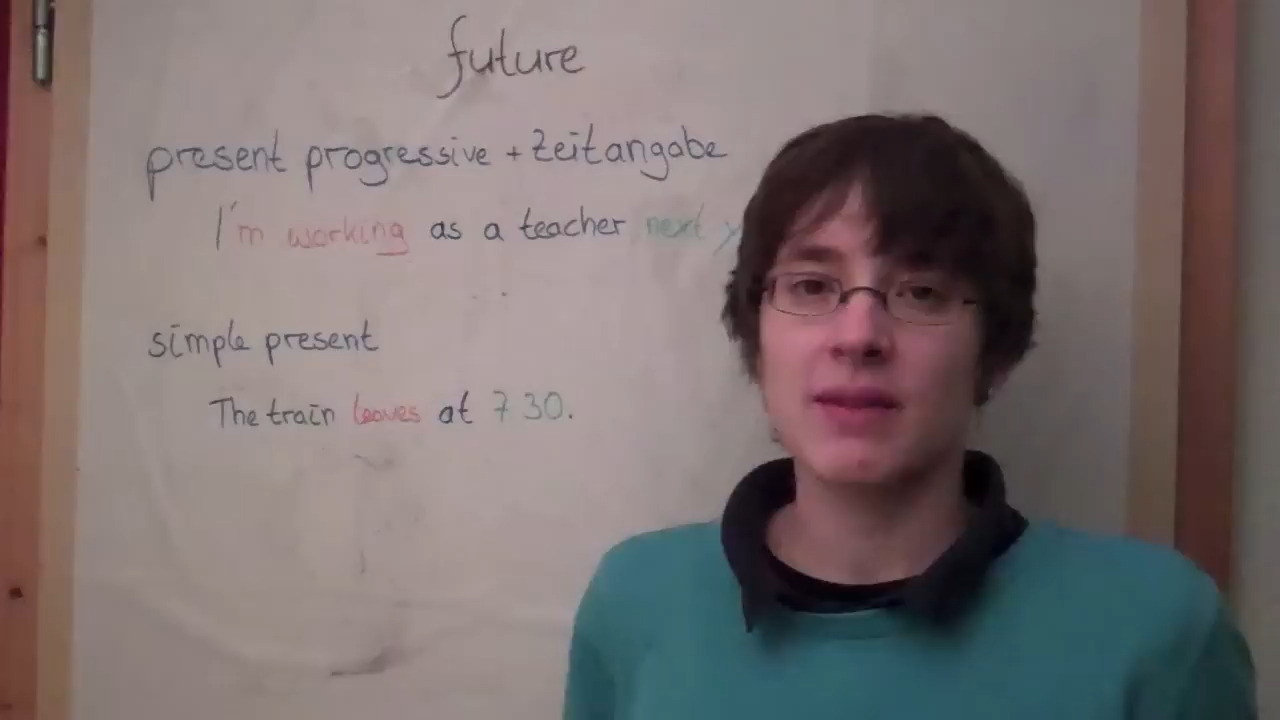 future
present progressive + Zeitangabe
I'm working as a teacher next
simple present
The train leaves at 7 30.